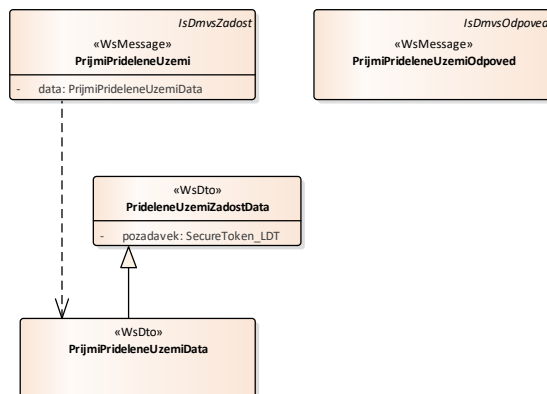 IsDmvsZadost
«WsMessage»
PrijmiPrideleneUzemi
- data: PrijmiPrideleneUzemiData
IsDmvsOdpoved
«WsMessage»
PrijmiPrideleneUzemiOdpoved
«WsDto»
PrideleneUzemiZadostData
- pozadavek: SecureToken_LDT
«WsDto»
PrijmiPrideleneUzemiData